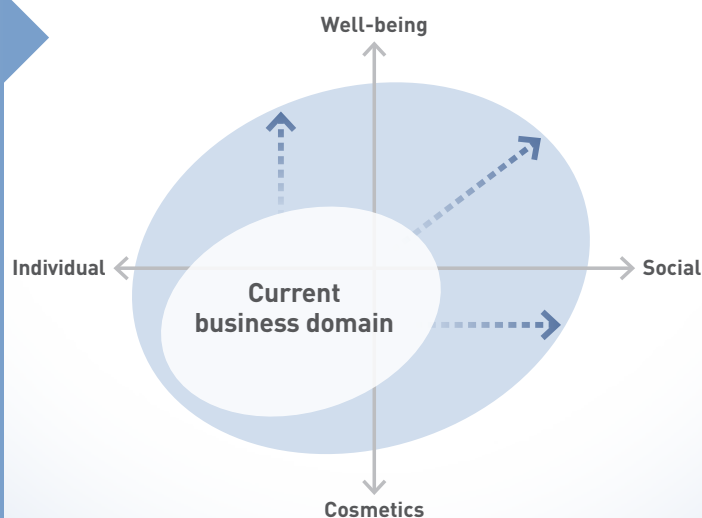 Well-being
Individual
Social
Current
business domain
Cosmetics